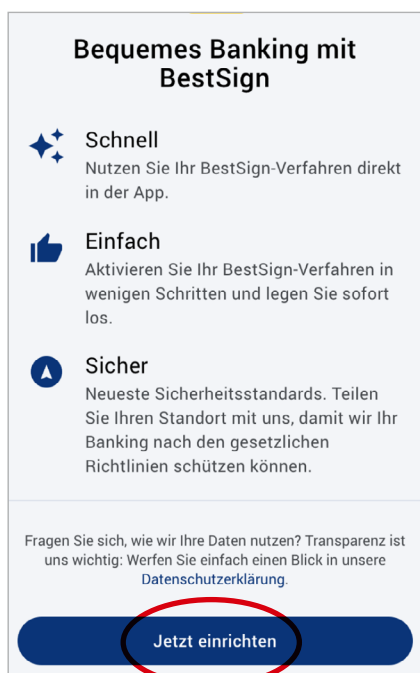 Bequemes Banking mit
BestSign
Schnell
Nutzen Sie Ihr BestSign-Verfahren direkt
in der App.
Einfach
Aktivieren Sie Ihr BestSign-Verfahren in
wenigen Schritten und legen Sie sofort
los.
Sicher
Neueste Sicherheitsstandards. Teilen
Sie Ihren Standort mit uns, damit wir Ihr
Banking nach den gesetzlichen
Richtlinien schützen können.
Fragen Sie sich, wie wir Ihre Daten nutzen? Transparenz ist
uns wichtig: Werfen Sie einfach einen Blick in unsere
Datenschutzerklärung.
Jetzt einrichten